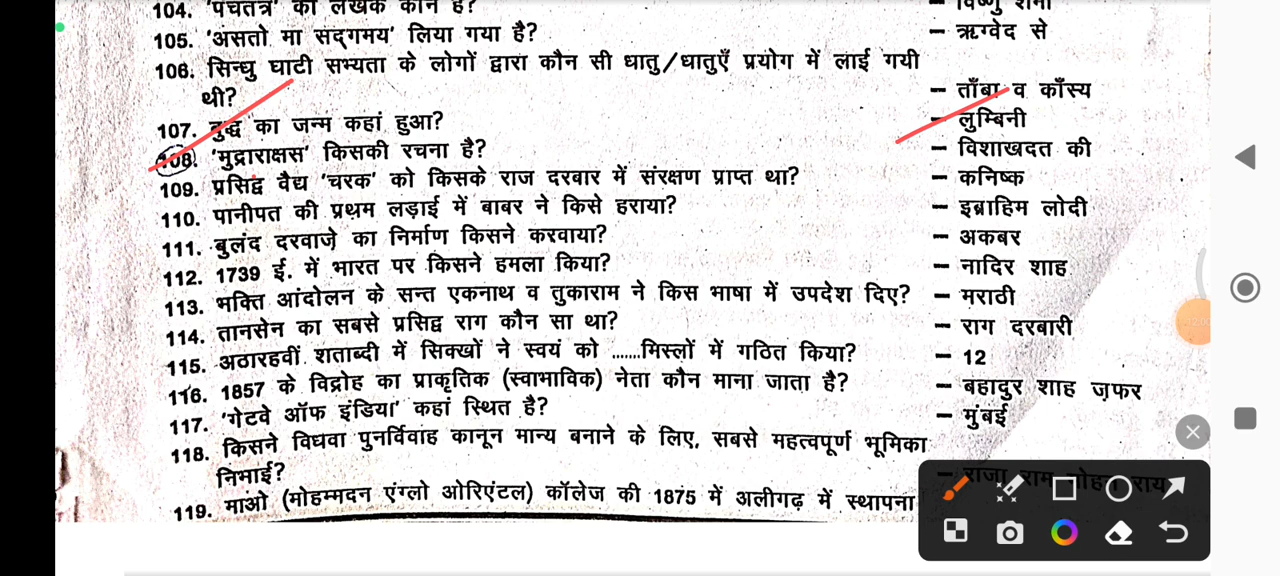 104. 'पंचतंत्र' का लेखक कौन है? – विष्णु शर्मा
105. 'अंसतो मा सद्गमय' लिया गया है? – ऋग्वेद से
106. सिन्धु घाटी सभ्यता के लोगों द्वारा कौन सी धातु/धातुएँ प्रयोग में लाई गयी
थी? – ताँबा व काँस्य
107. बुद्ध का जन्म कहां हुआ? – लुम्बिनी
108. 'मुद्राराक्षस' किसकी रचना है? – विशाखदत की
109. प्रसिद्व वैद्य 'चरक' को किसके राज दरबार में संरक्षण प्राप्त था? – कनिष्क
110. पानीपत की प्रथम लड़ाई में बाबर ने किसे हराया? – इब्राहिम लोदी
111. बुलंद दरवाज़े का निर्माण किसने करवाया? – अकबर
112. 1739 ई. में भारत पर किसने हमला किया? – नादिर शाह
113. भक्ति आंदोलन के सन्त एकनाथ व तुकाराम ने किस भाषा में उपदेश दिए? – मराठी
114. तानसेन का सबसे प्रसिद्व राग कौन सा था? – राग दरबारी
115. अठारहवीं शताब्दी में सिक्खों ने स्वयं को .......मिस्लों में गठित किया? – 12
116. 1857 के विद्रोह का प्राकृतिक (स्वाभाविक) नेता कौन माना जाता है? – बहादुर शाह ज़फर
117. 'गेटवे ऑफ इंडिया' कहां स्थित है? – मुंबई
118. किसने विधवा पुनर्विवाह कानून मान्य बनाने के लिए, सबसे महत्वपूर्ण भूमिका
निभाई? – राजा राम मोहन राय
119. माओ (मोहम्मदन एंग्लो ओरिएंटल) कॉलेज की 1875 में अलीगढ़ में स्थापना